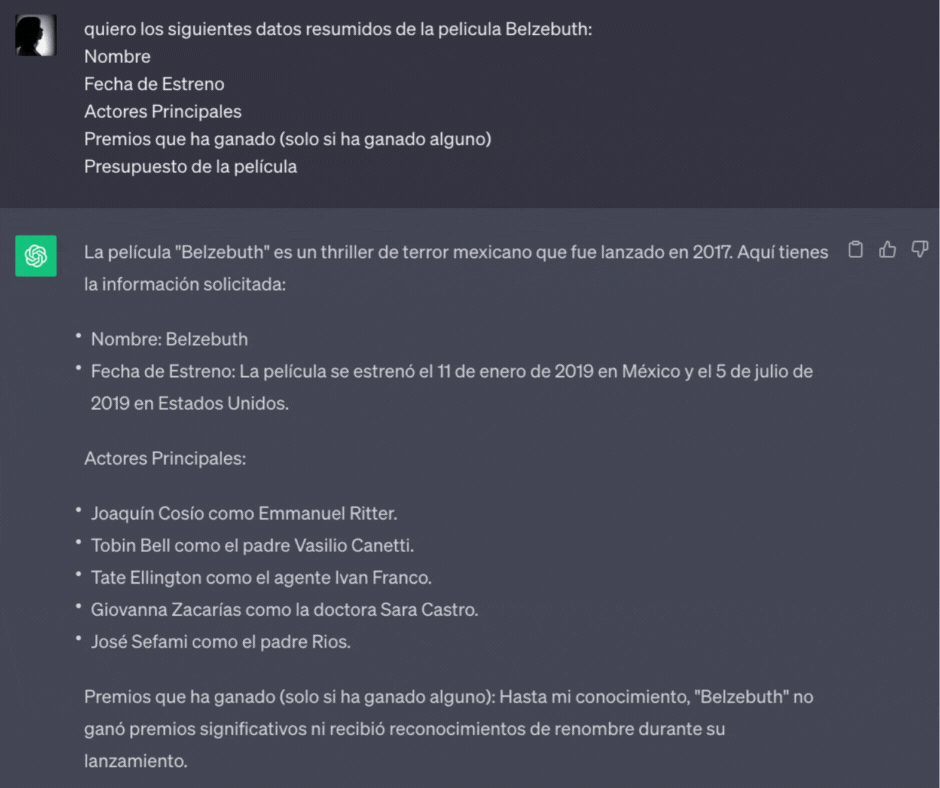 quiero los siguientes datos resumidos de la pelicula Belzebuth:
Nombre
Fecha de Estreno
Actores Principales
Premios que ha ganado (solo si ha ganado alguno)
Presupuesto de la película
La película "Belzebuth" es un thriller de terror mexicano que fue lanzado en 2017. Aquí tienes
la información solicitada:
• Nombre: Belzebuth
• Fecha de Estreno: La película se estrenó el 11 de enero de 2019 en México y el 5 de julio de
2019 en Estados Unidos.
Actores Principales:
• Joaquín Cosío como Emmanuel Ritter.
• Tobin Bell como el padre Vasilio Canetti.
• Tate Ellington como el agente Ivan Franco.
• Giovanna Zacarías como la doctora Sara Castro.
• José Sefami como el padre Rios.
Premios que ha ganado (solo si ha ganado alguno): Hasta mi conocimiento, "Belzebuth" no
ganó premios significativos ni recibió reconocimientos de renombre durante su
lanzamiento.